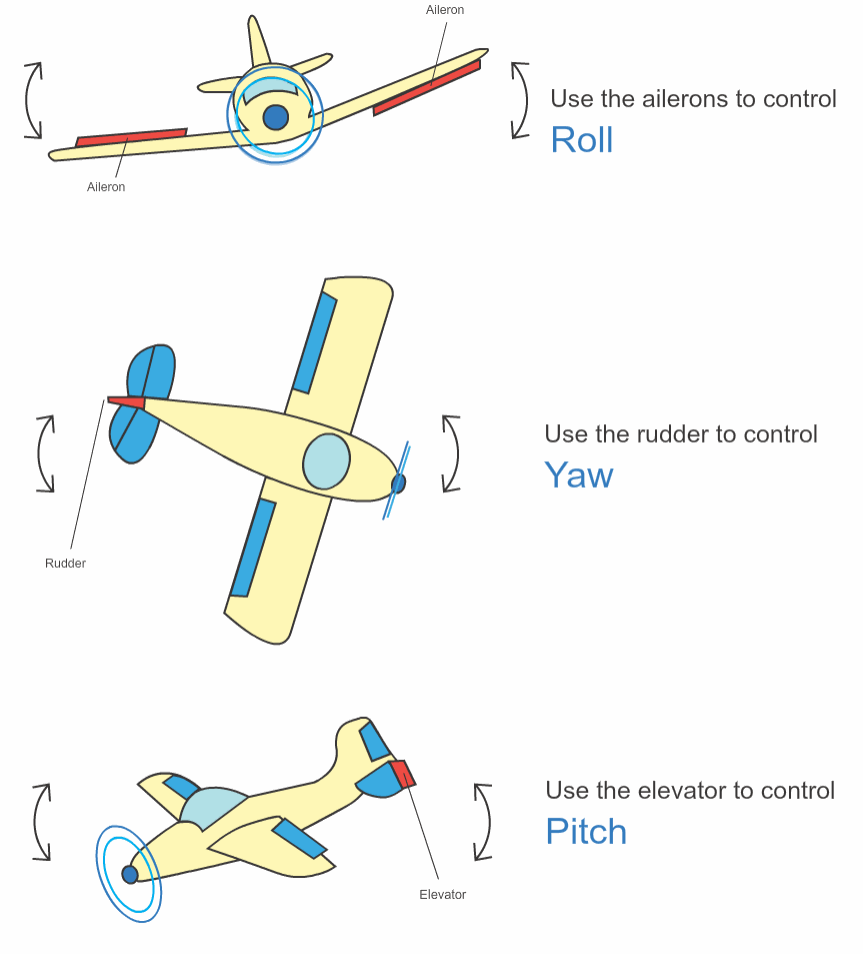 Aileron
Use the ailerons to control
Roll
Aileron
Use the rudder to control
Yaw
Rudder
Use the elevator to control
Pitch
Elevator